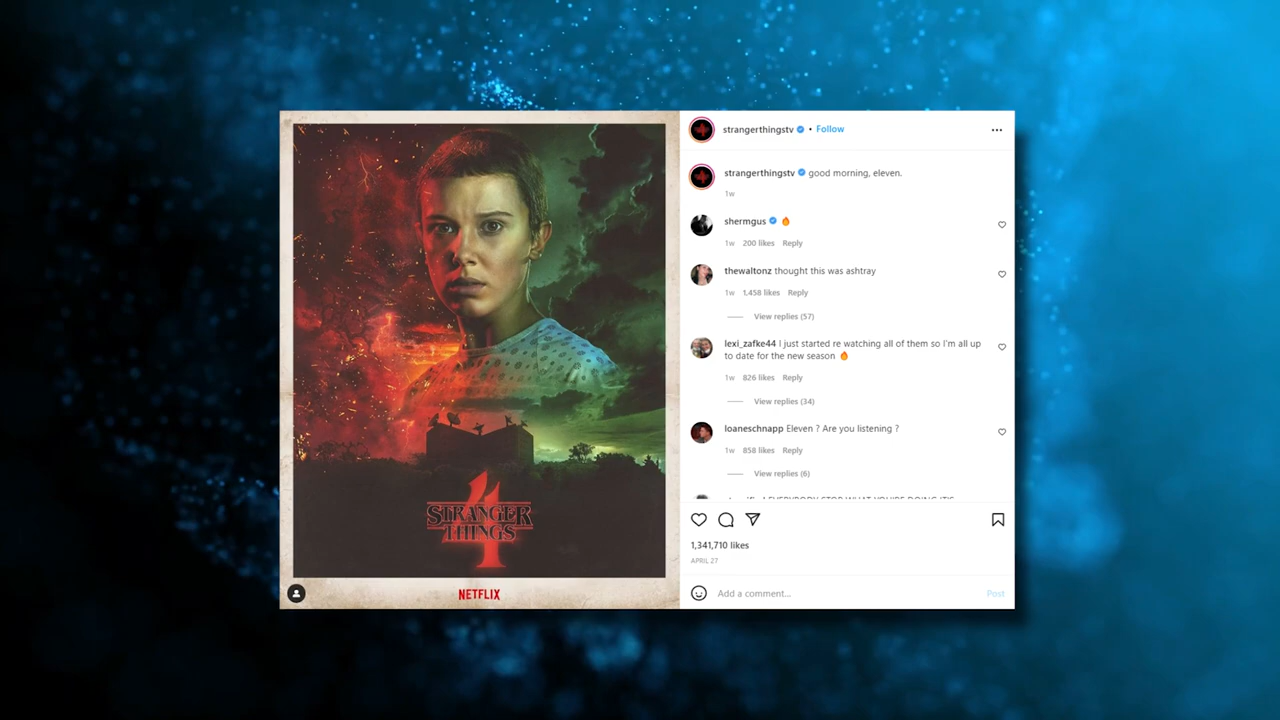 STRANGER
THINGS
4
NETFLIX
strangerthingstv • Follow
strangerthingstv good morning, eleven.
1w
shermgus
1w 200 likes Reply
thewaltonz thought this was ashtray
1w 1,458 likes Reply
View replies (57)
lexi_zafke44 I just started re watching all of them so I'm all up
to date for the new season
1w 826 likes Reply
View replies (34)
loaneschnapp Eleven ? Are you listening ?
1w 858 likes Reply
View replies (6)
1,341,710 likes
APRIL 27
Add a comment...
Post